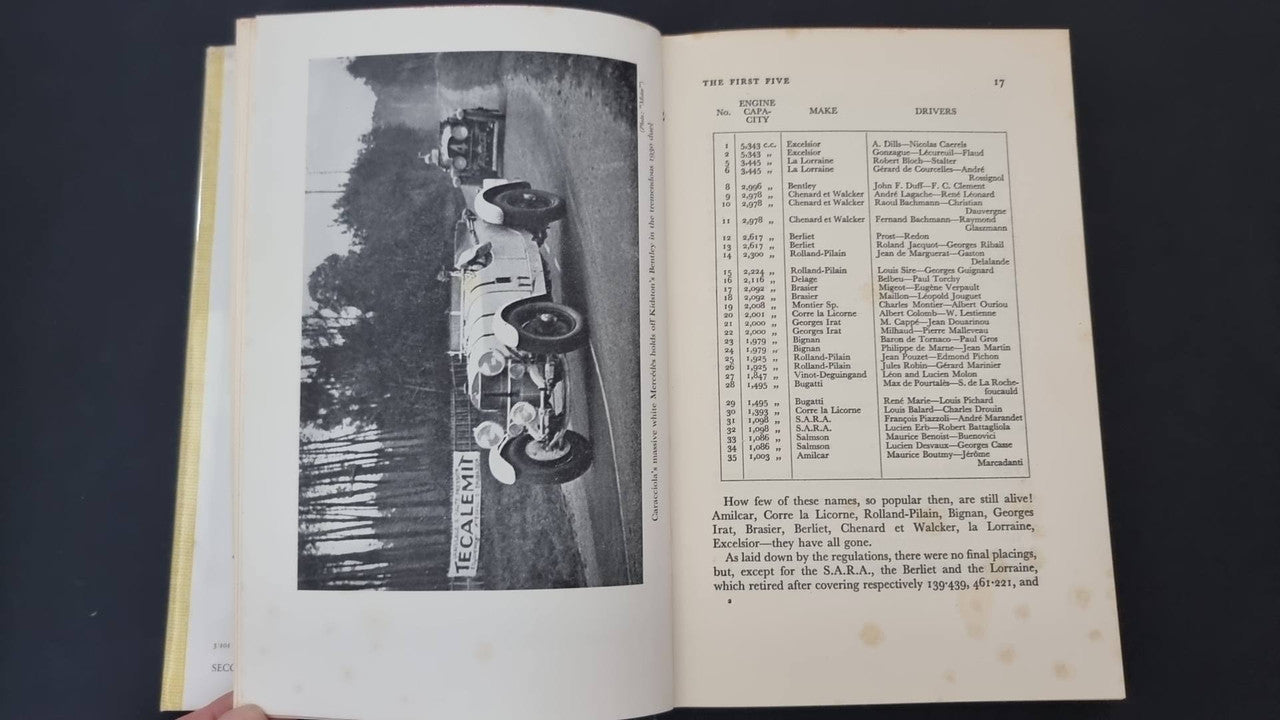 TECALEMIT
(Photo: "Motor")
Caracciola's massive white Mercédès holds off Kidston's Bentley in the tremendous 1930 duel
SECO
THE FIRST FIVE 17
No. ENGINE CAPA- CITY MAKE DRIVERS
1 5,343 c.c. Excelsior A. Dills—Nicolas Caerels
2 5,343 „ Excelsior Gonzague—Lécureuil—Flaud
5 3,445 „ La Lorraine Robert Bloch—Stalter
6 3,445 „ La Lorraine Gérard de Courcelles—André
Rossignol
8 2,996 „ Bentley John F. Duff—F. C. Clement
9 2,978 „ Chenard et Walcker André Lagache—René Léonard
10 2,978 „ Chenard et Walcker Raoul Bachmann—Christian
Dauvergne
11 2,978 „ Chenard et Walcker Fernand Bachmann—Raymond
Glaszmann
12 2,617 „ Berliet Prost—Redon
13 2,617 „ Berliet Roland Jacquot—Georges Ribail
14 2,300 „ Rolland-Pilain Jean de Marguerat—Gaston
Delalande
15 2,224 „ Rolland-Pilain Louis Sire—Georges Guignard
16 2,116 „ Delage Belben—Paul Torchy
17 2,092 „ Brasier Migeot—Eugène Verpault
18 2,092 „ Brasier Maillon—Léopold Jouguet
19 2,008 „ Montier Sp. Charles Montier—Albert Ouriou
20 2,001 „ Corre la Licorne Albert Colomb—W. Lestienne
21 2,000 „ Georges Irat M. Cappé—Jean Douarinou
22 2,000 „ Georges Irat Milhaud—Pierre Malleveau
23 1,979 „ Bignan Baron de Tornaco—Paul Gros
24 1,979 „ Bignan Philippe de Marne—Jean Martin
25 1,925 „ Rolland-Pilain Jean Pouzet—Edmond Pichon
26 1,925 „ Rolland-Pilain Jules Robin—Gérard Marinier
27 1,847 „ Vinot-Deguingand Léon and Lucien Molon
28 1,495 „ Bugatti Max de Pourtalès—S. de La Roche-
foucauld
29 1,495 „ Bugatti René Marie—Louis Pichard
30 1,393 „ Corre la Licorne Louis Balard—Charles Drouin
31 1,098 „ S.A.R.A. François Piazzoli—André Marandet
32 1,098 „ S.A.R.A. Lucien Erb—Robert Battagliola
33 1,086 „ Salmson Maurice Benoist—Buenovici
34 1,086 „ Salmson Lucien Desvaux—Georges Casse
35 1,003 „ Amilcar Maurice Boutmy—Jérôme
Marcadanti
How few of these names, so popular then, are still alive!
Amilcar, Corre la Licorne, Rolland-Pilain, Bignan, Georges
Irat, Brasier, Berliet, Chenard et Walcker, la Lorraine,
Excelsior—they have all gone.
As laid down by the regulations, there were no final placings,
but, except for the S.A.R.A., the Berliet and the Lorraine,
which retired after covering respectively 139·439, 461·221, and
2